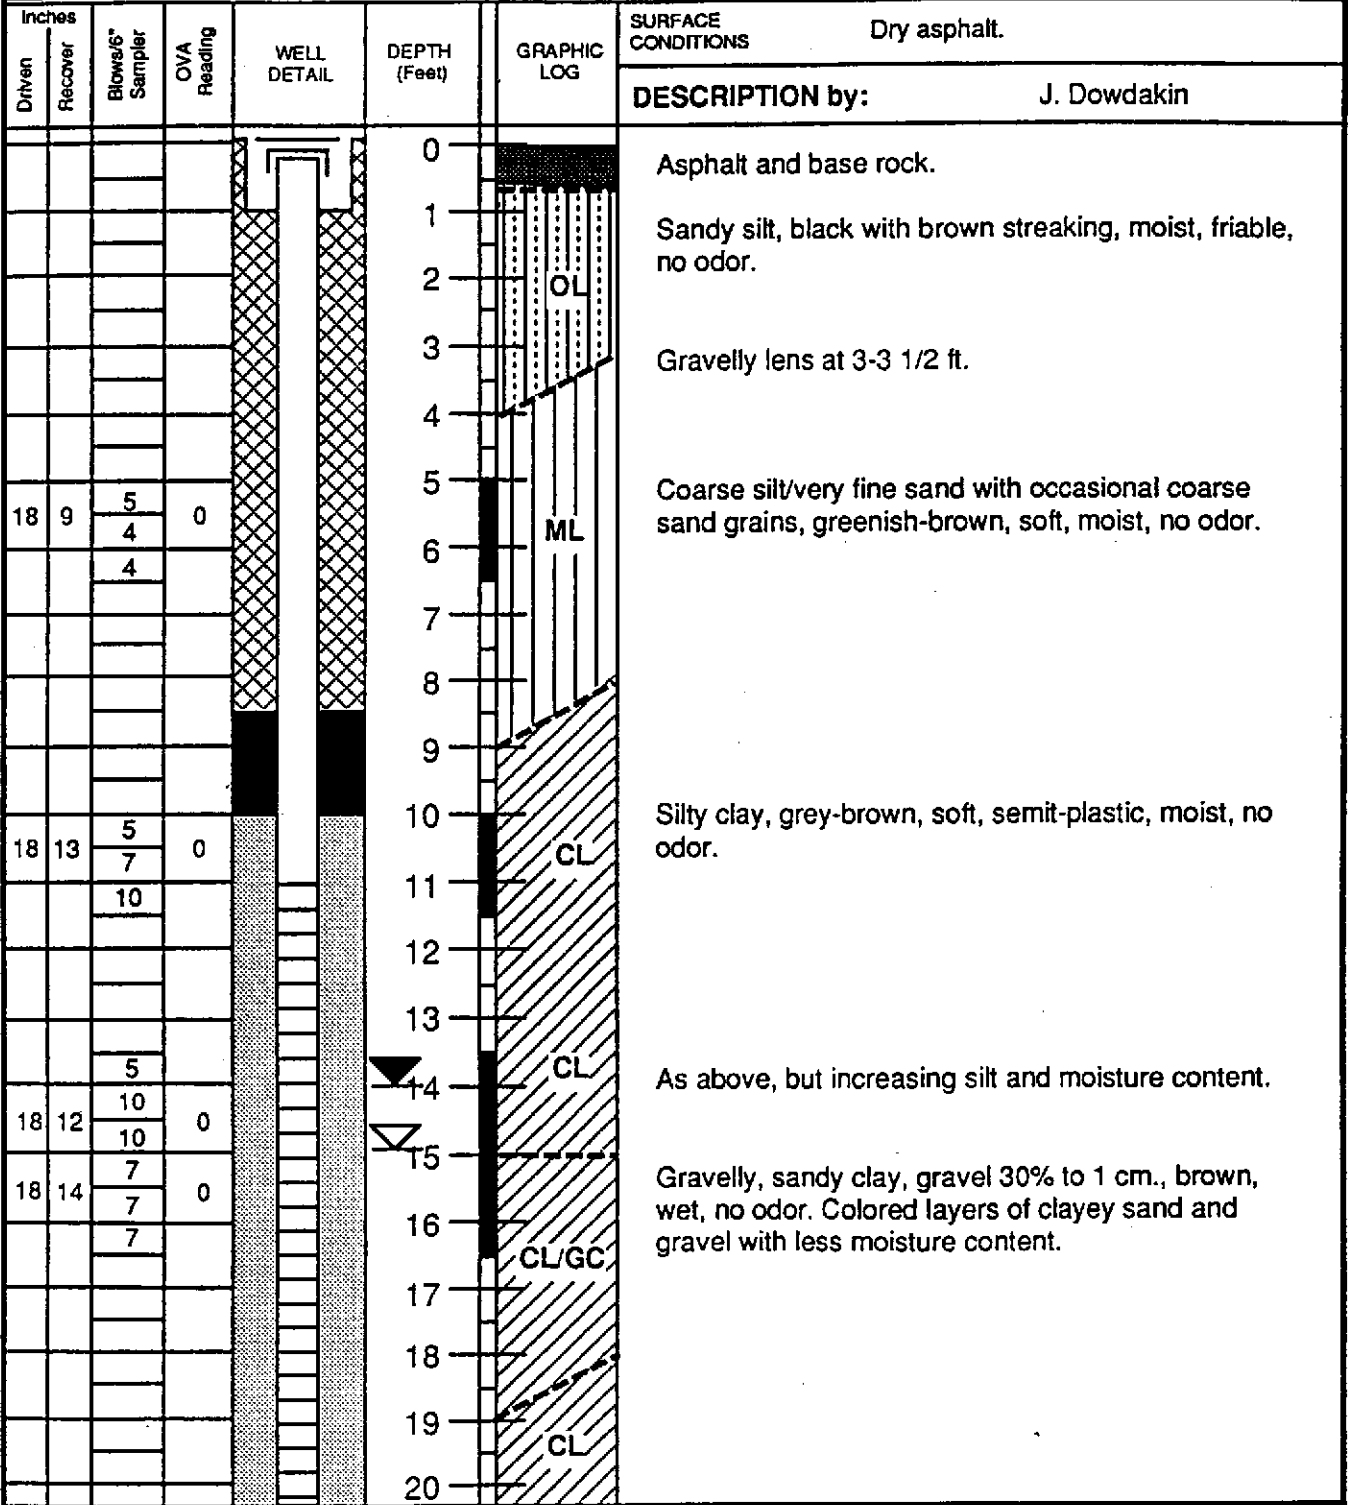 Inches
Driven
Recover
Blows/6"
Sampler
OVA
Reading
WELL
DETAIL
DEPTH
(Feet)
GRAPHIC
LOG
SURFACE
CONDITIONS
Dry asphalt.
DESCRIPTION by: J. Dowdakin
0
Asphalt and base rock.
1
Sandy silt, black with brown streaking, moist, friable,
no odor.
2
OL
3
Gravelly lens at 3-3 1/2 ft.
4
5
Coarse silt/very fine sand with occasional coarse
sand grains, greenish-brown, soft, moist, no odor.
18 9 5 0
4
ML
6
4
7
8
9
10
Silty clay, grey-brown, soft, semit-plastic, moist, no
odor.
18 13 5 0
7
CL
11
10
12
13
5
CL
14
As above, but increasing silt and moisture content.
18 12 10 0
10
15
Gravelly, sandy clay, gravel 30% to 1 cm., brown,
wet, no odor. Colored layers of clayey sand and
gravel with less moisture content.
18 14 7 0
7
16
7
CL/GC
17
18
19
CL
20